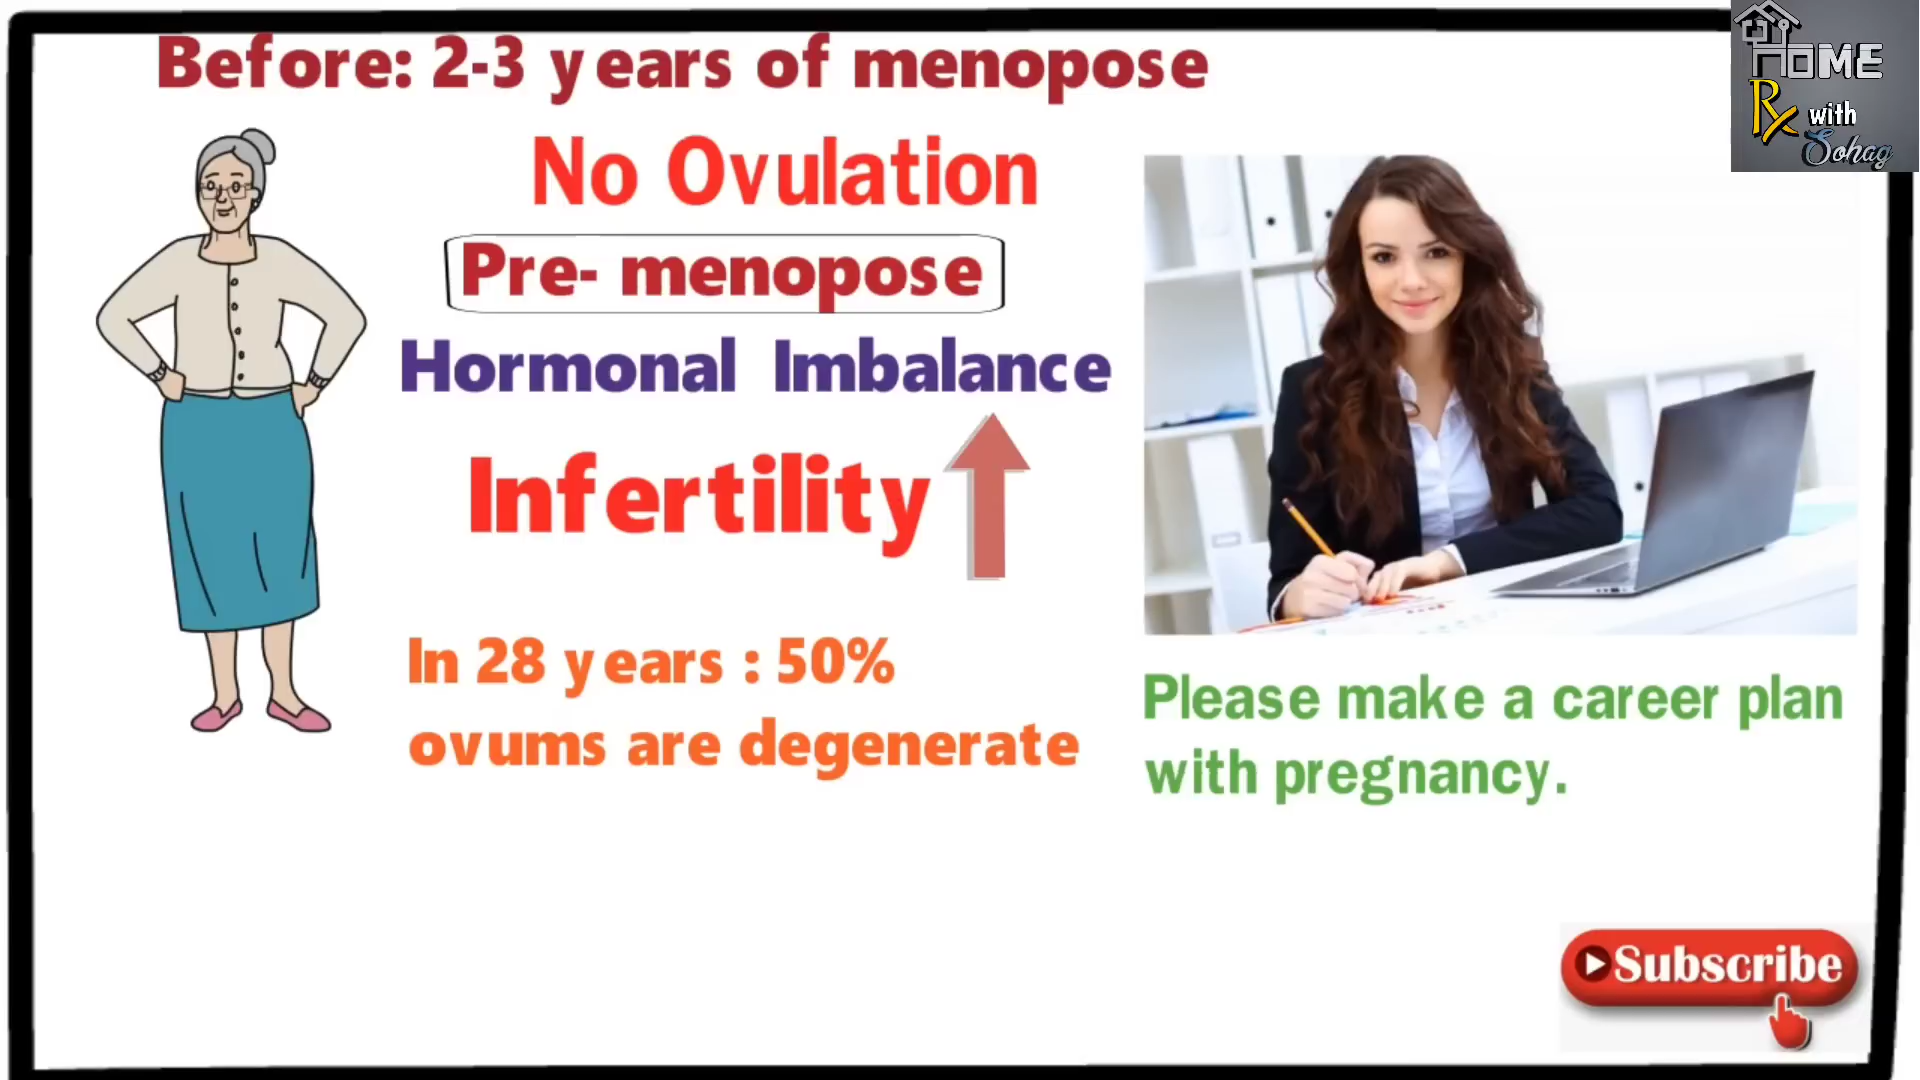 Before: 2-3 years of menopose
HOME
Rx with
Sohag
No Ovulation
Pre- menopose
Hormonal Imbalance
Infertility
In 28 years : 50%
ovums are degenerate
Please make a career plan
with pregnancy.
Subscribe